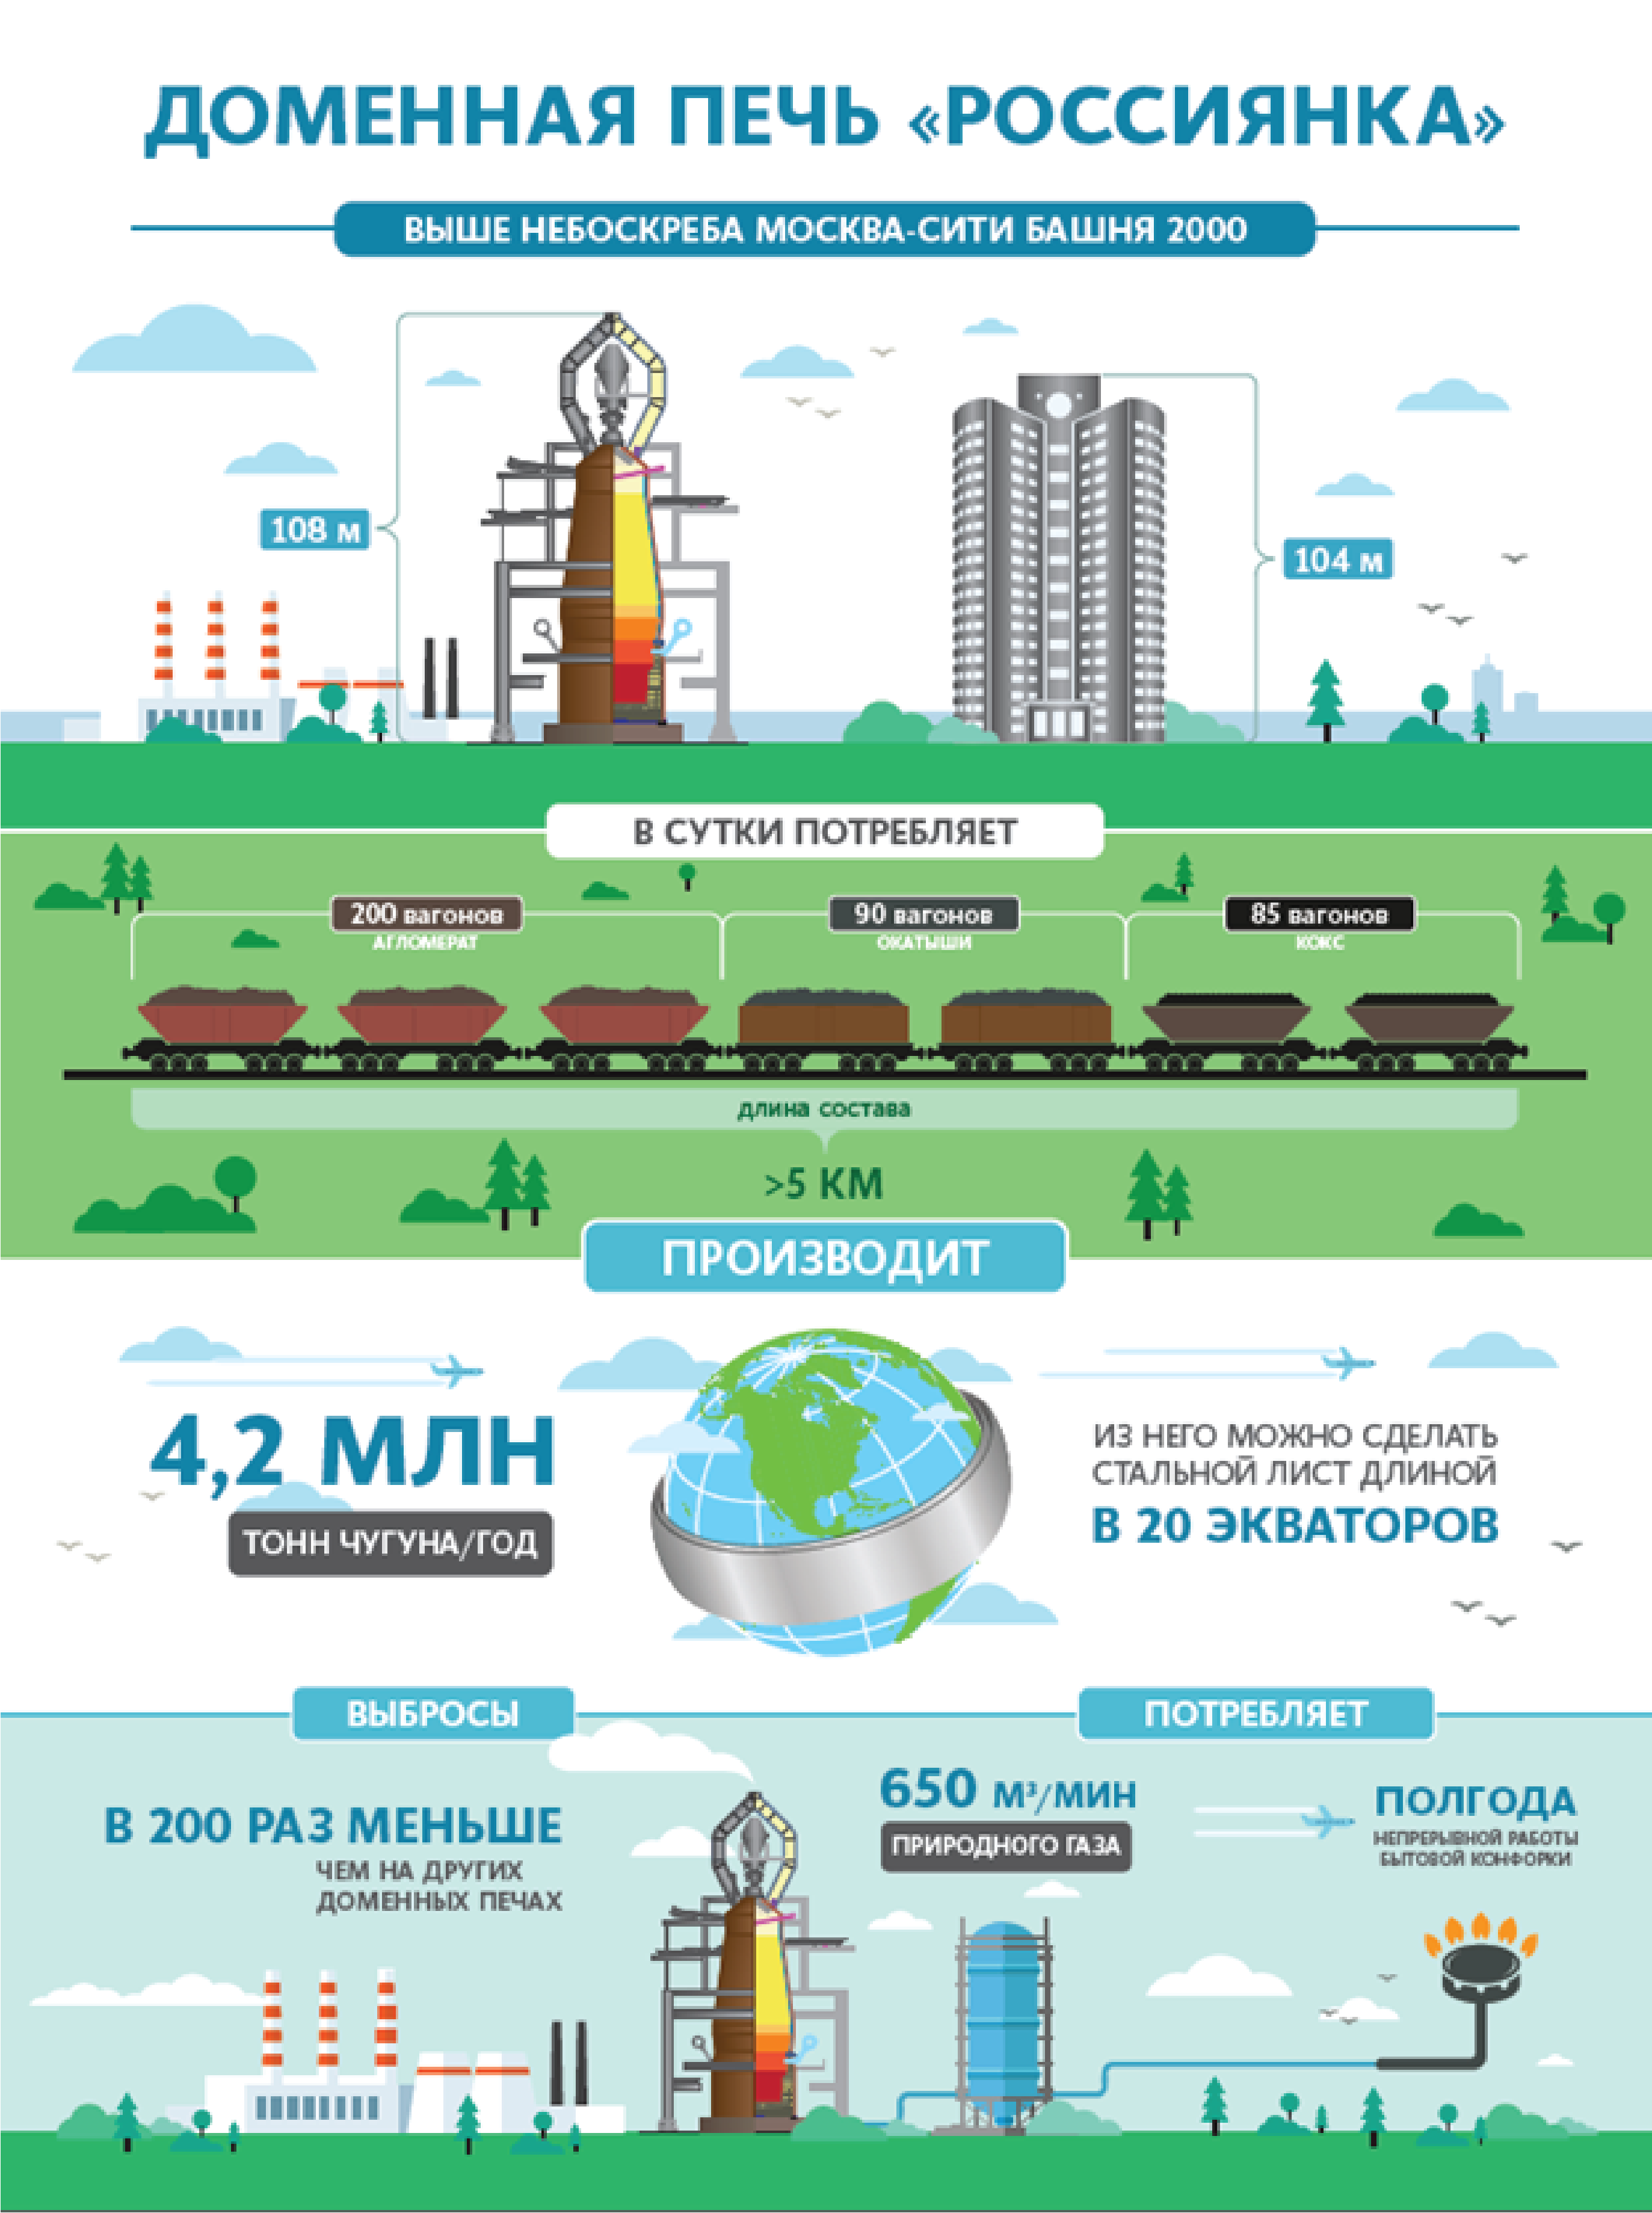 ДОМЕННАЯ ПЕЧЬ «РОССИЯНКА»
ВЫШЕ НЕБОСКРЕБА МОСКВА-СИТИ БАШНЯ 2000
108 м
104 м
В СУТКИ ПОТРЕБЛЯЕТ
200 вагонов
АГЛОМЕРАТ
90 вагонов
ОКАТЫШИ
85 вагонов
КОКС
длина состава
>5 КМ
ПРОИЗВОДИТ
4,2 МЛН
ТОНН ЧУГУНА/ГОД
ИЗ НЕГО МОЖНО СДЕЛАТЬ
СТАЛЬНОЙ ЛИСТ ДЛИНОЙ
В 20 ЭКВАТОРОВ
ВЫБРОСЫ
В 200 РАЗ МЕНЬШЕ
ЧЕМ НА ДРУГИХ
ДОМЕННЫХ ПЕЧАХ
ПОТРЕБЛЯЕТ
650 М³/МИН
ПРИРОДНОГО ГАЗА
ПОЛГОДА
НЕПРЕРЫВНОЙ РАБОТЫ
БЫТОВОЙ КОНФОРКИ